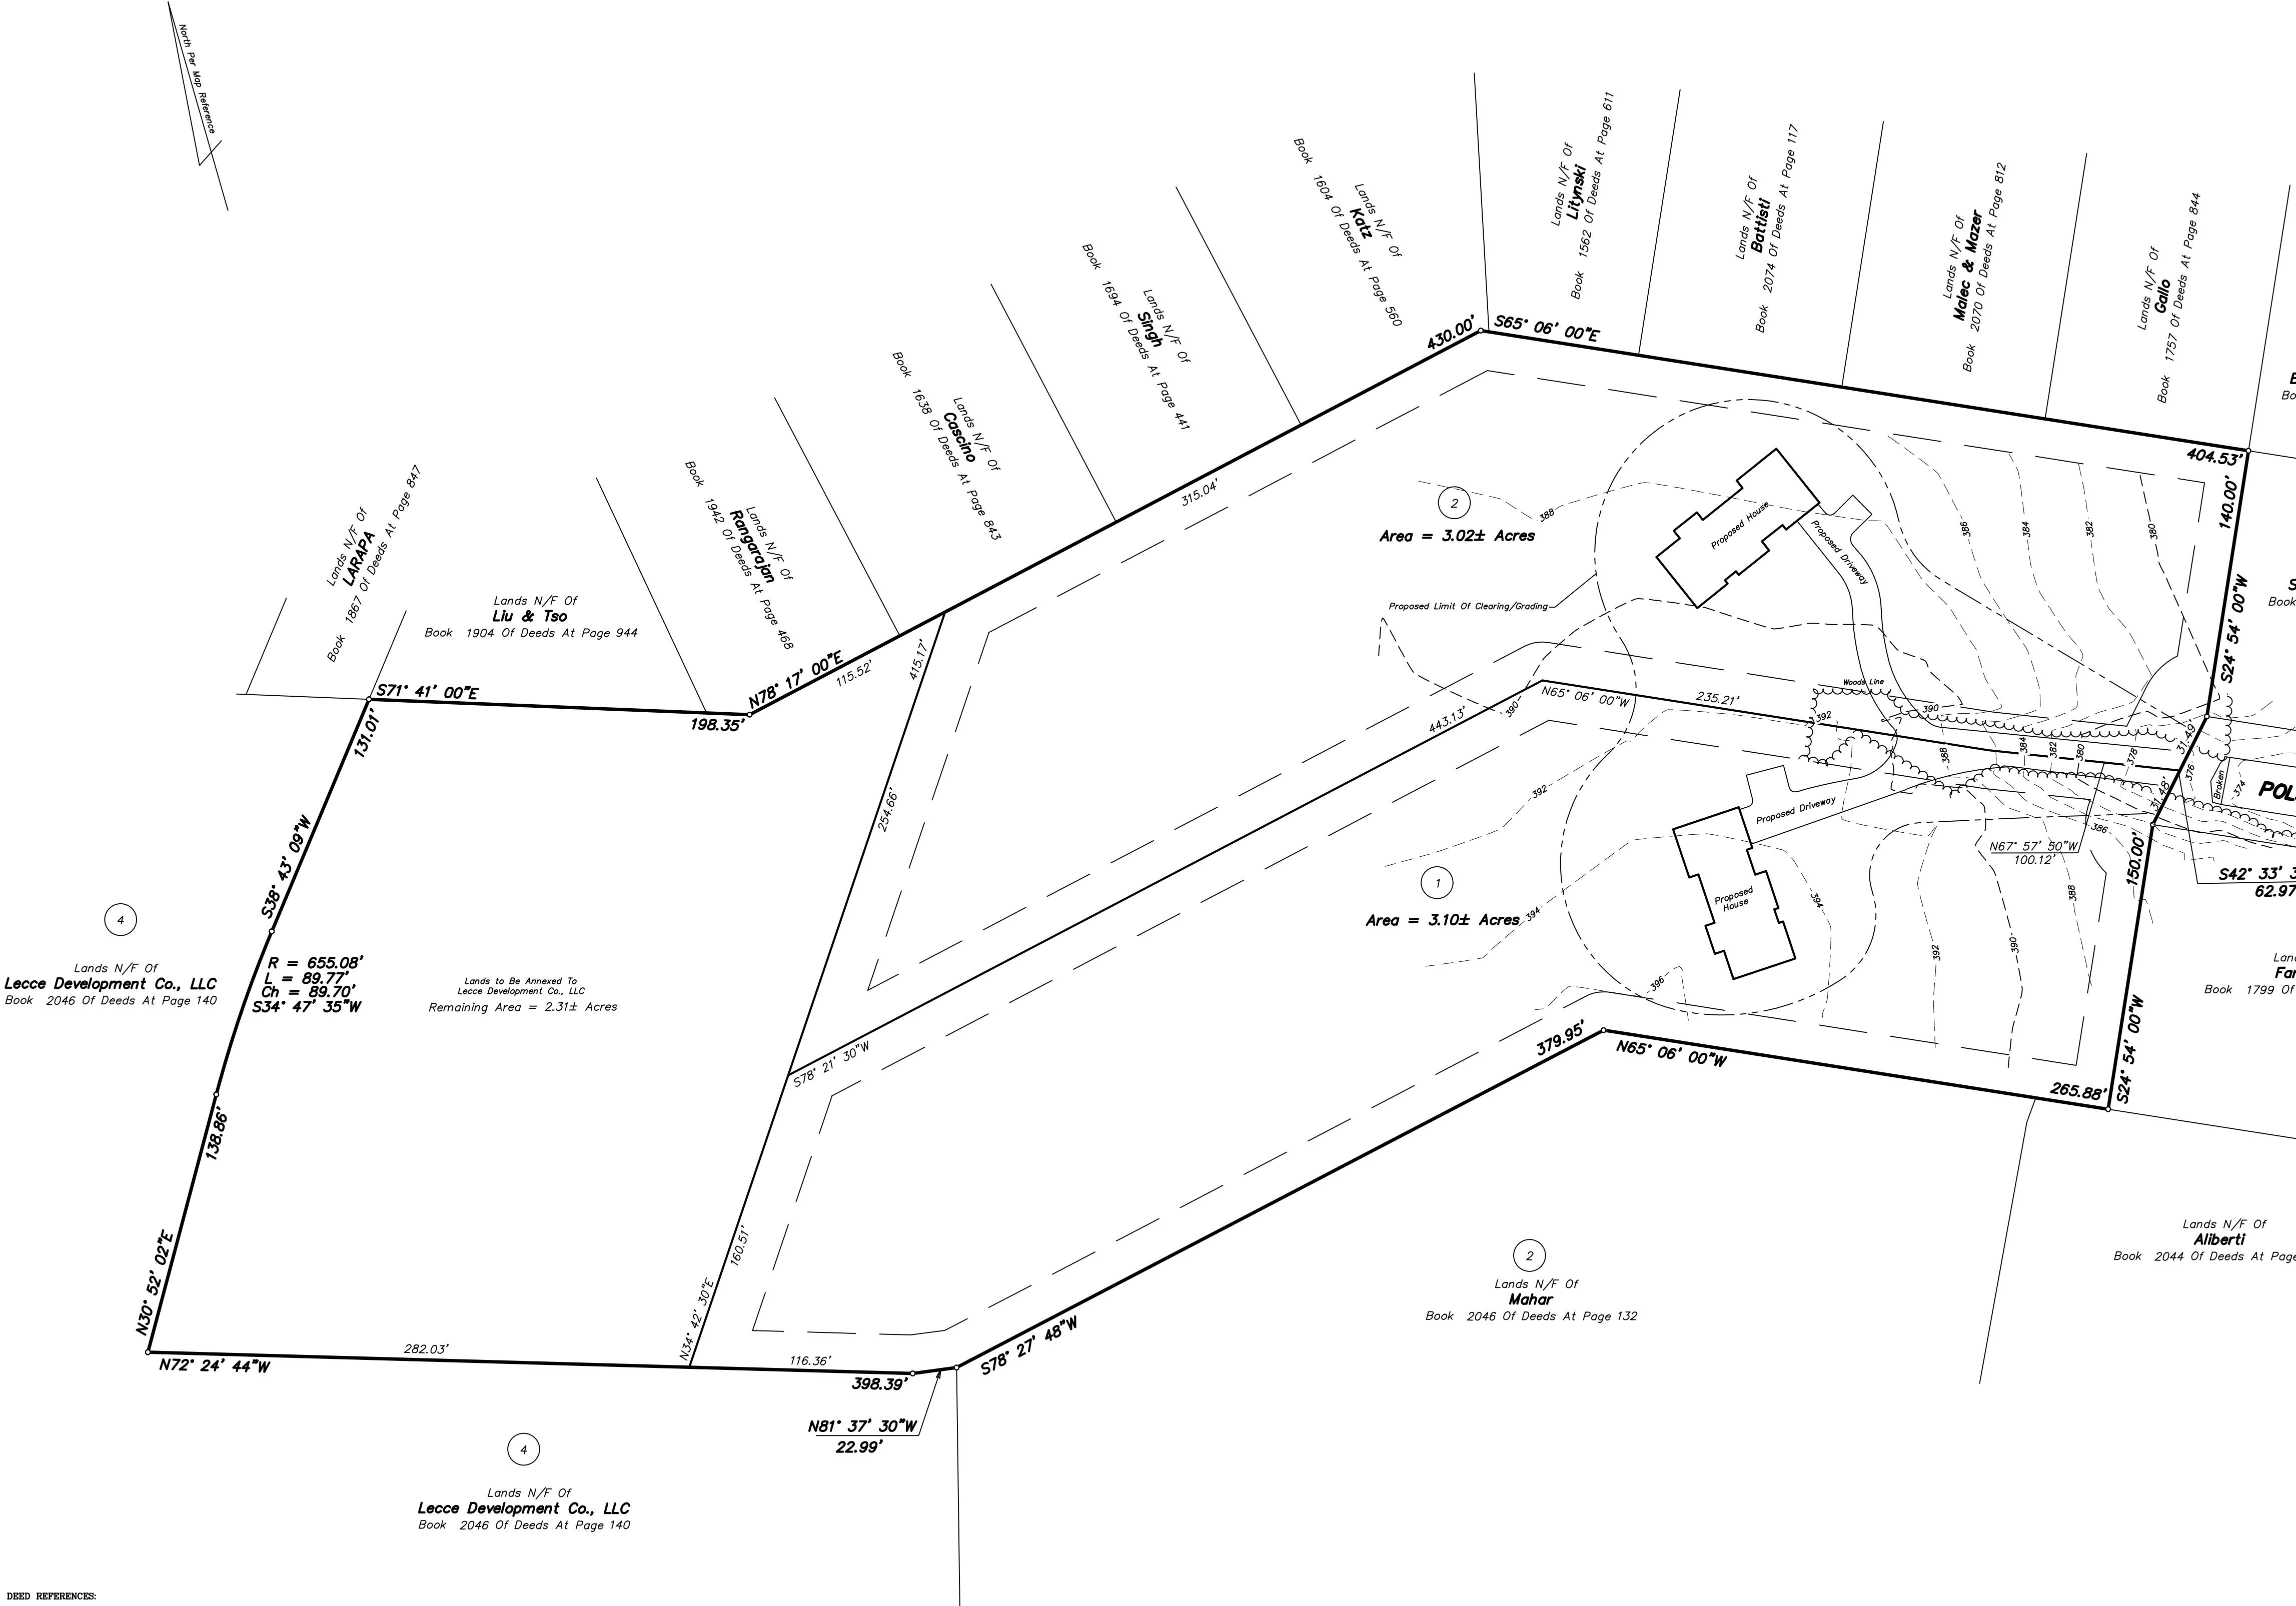 North Per Map Reference
Lands N/F Of
LARAPA
Book 1867 Of Deeds At Page 847
Lands N/F Of
Liu & Tso
Book 1904 Of Deeds At Page 944
Lands N/F Of
Rangarajan
Book 1942 Of Deeds At Page 468
Lands N/F Of
Cascino
Book 1638 Of Deeds At Page 843
Lands N/F Of
Singh
Book 1694 Of Deeds At Page 441
Lands N/F Of
Katz
Book 1604 Of Deeds At Page 560
Lands N/F Of
Litynski
Book 1562 Of Deeds At Page 611
Lands N/F Of
Battisti
Book 2074 Of Deeds At Page 117
Lands N/F Of
Malec & Mazer
Book 2070 Of Deeds At Page 812
Lands N/F Of
Gallo
Book 1757 Of Deeds At Page 844
430.00'
S65° 06' 00"E
404.53'
140.00'
S24° 54' 00"W
315.04'
2
Area = 3.02± Acres
388
Proposed House
Proposed Driveway
386
384
382
380
Proposed Limit Of Clearing/Grading
S71° 41' 00"E
198.35'
N78° 17' 00"E
115.52'
415.17'
131.01'
S38° 43' 09"W
254.66'
443.13'
N65° 06' 00"W
235.21'
390
Woods Line
392
390
388
384
382
380
378
376
374
31.49'
31.48'
Broken
POL
386
N67° 57' 50"W
100.12'
150.00'
S42° 33' 3
62.97
392
Proposed Driveway
Proposed
House
1
Area = 3.10± Acres
394
394
392
390
388
396
4
Lands N/F Of
Lecce Development Co., LLC
Book 2046 Of Deeds At Page 140
R = 655.08'
L = 89.77'
Ch = 89.70'
S34° 47' 35"W
Lands to Be Annexed To
Lecce Development Co., LLC
Remaining Area = 2.31± Acres
Lan
Far
Book 1799 Of
S24° 54' 00"W
S78° 21' 30"W
379.95'
N65° 06' 00"W
265.88'
138.86'
N30° 52' 02"E
160.51'
N34° 42' 30"E
N72° 24' 44"W
282.03'
116.36'
398.39'
S78° 27' 48"W
N81° 37' 30"W
22.99'
2
Lands N/F Of
Mahar
Book 2046 Of Deeds At Page 132
Lands N/F Of
Aliberti
Book 2044 Of Deeds At Page
4
Lands N/F Of
Lecce Development Co., LLC
Book 2046 Of Deeds At Page 140
DEED REFERENCES: